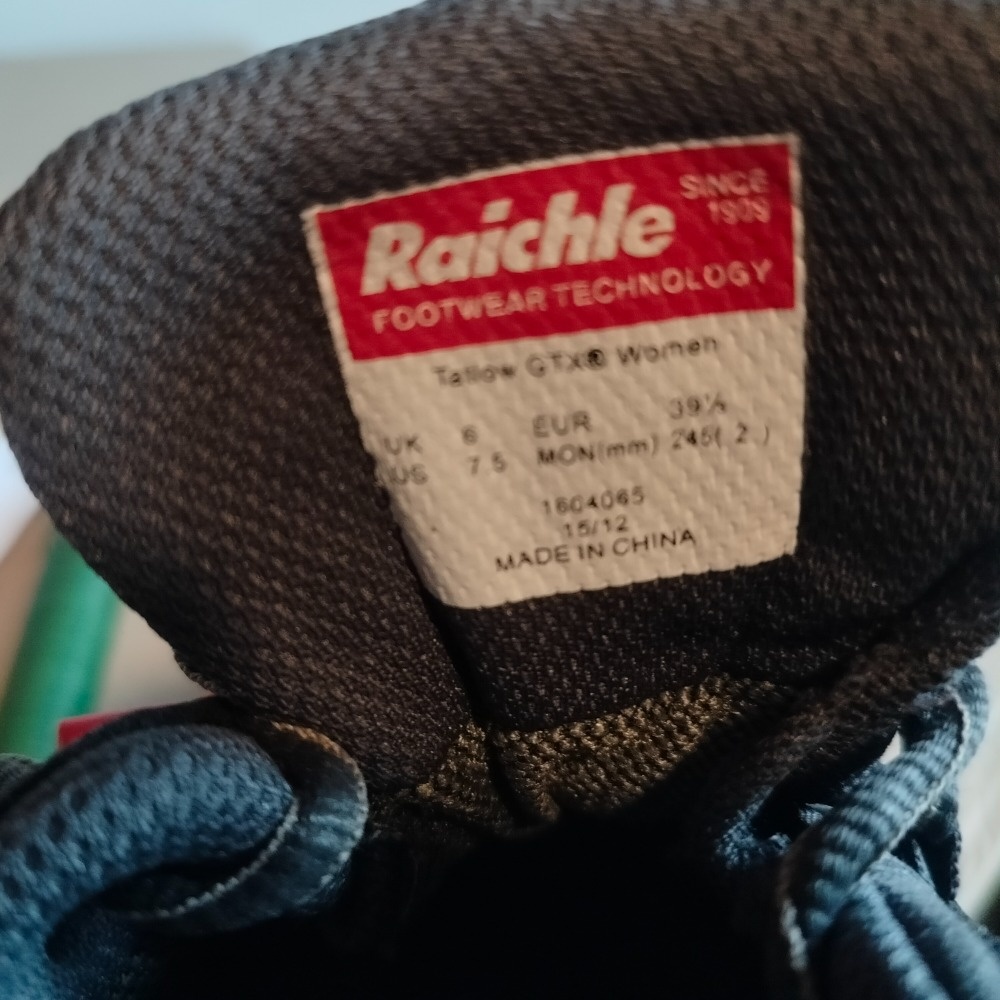 Raichle
SINCE
1909
FOOTWEAR TECHNOLOGY
GTX® Women
UK 6 EUR 39⅓
US 7.5 MON(mm) 245( 2 )
1604065
15/12
MADE IN CHINA